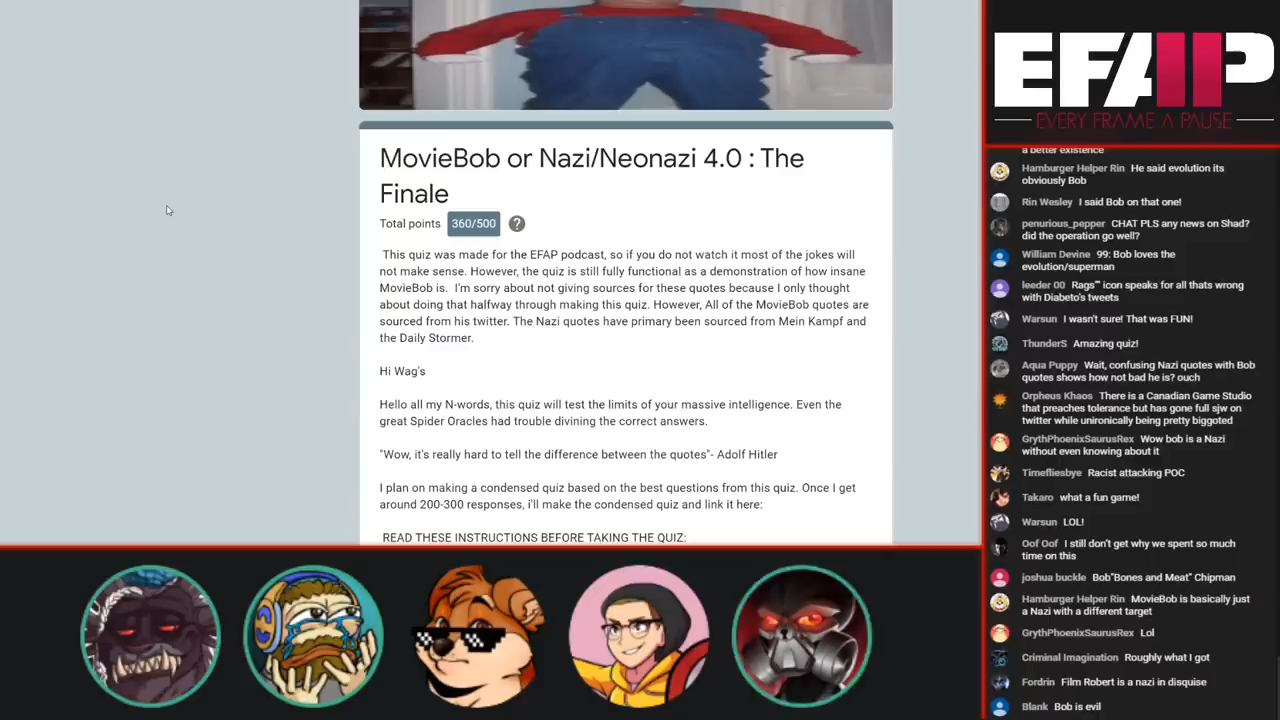 MovieBob or Nazi/Neonazi 4.0 : The
Finale
Total points 360/500 ?
This quiz was made for the EFAP podcast, so if you do not watch it most of the jokes will
not make sense. However, the quiz is still fully functional as a demonstration of how insane
MovieBob is.  I'm sorry about not giving sources for these quotes because I only thought
about doing that halfway through making this quiz. However, All of the MovieBob quotes are
sourced from his twitter. The Nazi quotes have primary been sourced from Mein Kampf and
the Daily Stormer.
Hi Wag's
Hello all my N-words, this quiz will test the limits of your massive intelligence. Even the
great Spider Oracles had trouble divining the correct answers.
"Wow, it's really hard to tell the difference between the quotes"- Adolf Hitler
I plan on making a condensed quiz based on the best questions from this quiz. Once I get
around 200-300 responses, i'll make the condensed quiz and link it here:
READ THESE INSTRUCTIONS BEFORE TAKING THE QUIZ:
EFAP
EVERY FRAME A PAUSE
a better existence
Hamburger Helper Rin He said evolution its
obviously Bob
Rin Wesley I said Bob on that one!
penurious_pepper CHAT PLS any news on Shad?
did the operation go well?
William Devine 99: Bob loves the
evolution/superman
leeder 00 Rags"" icon speaks for all thats wrong
with Diabeto's tweets
Warsun I wasn't sure! That was FUN!
ThunderS Amazing quiz!
Aqua Puppy Wait, confusing Nazi quotes with Bob
quotes shows how not bad he is? ouch
Orpheus Khaos There is a Canadian Game Studio
that preaches tolerance but has gone full sjw on
twitter while unironically being pretty biggoted
GrythPhoenixSaurusRex Wow bob is a Nazi
without even knowing about it
Timefliesbye Racist attacking POC
Takaro what a fun game!
Warsun LOL!
Oof Oof I still don't get why we spent so much
time on this
joshua buckle Bob"Bones and Meat" Chipman
Hamburger Helper Rin MovieBob is basically just
a Nazi with a different target
GrythPhoenixSaurusRex Lol
Criminal Imagination Roughly what I got
Fordrin Film Robert is a nazi in disquise
Blank Bob is evil